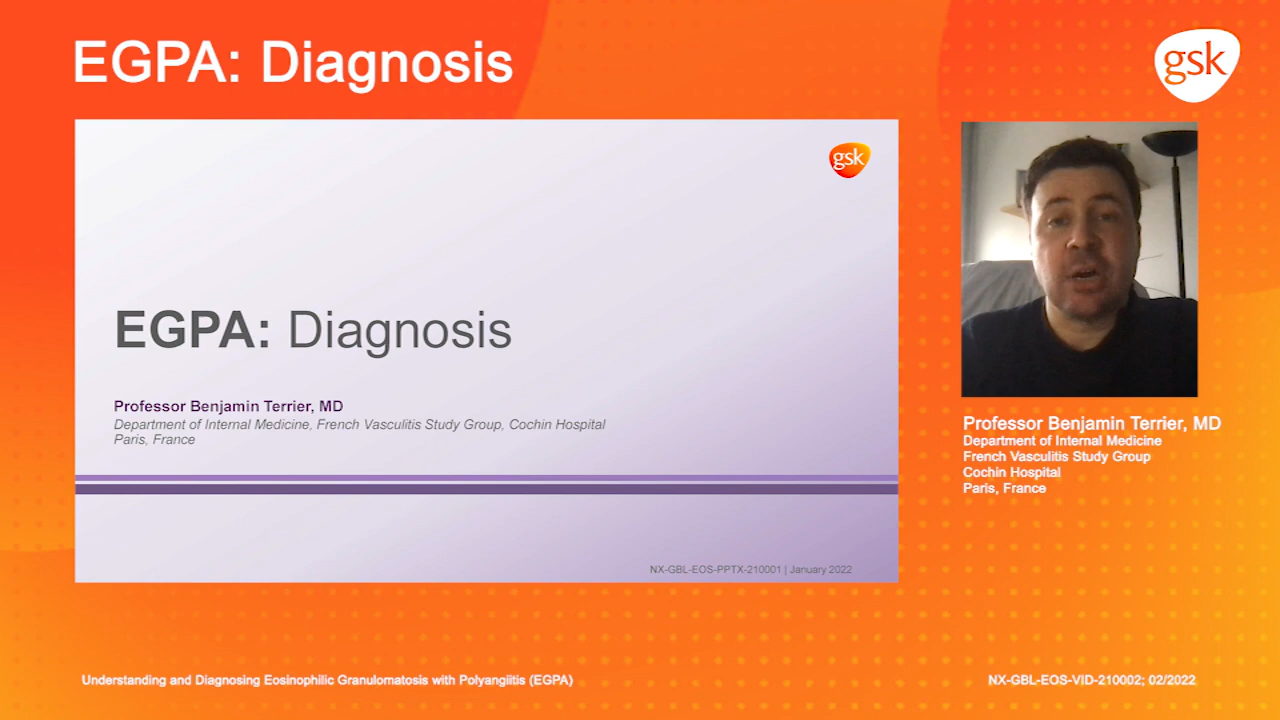 EGPA: Diagnosis
gsk
gsk
EGPA: Diagnosis
Professor Benjamin Terrier, MD
Department of Internal Medicine, French Vasculitis Study Group, Cochin Hospital
Paris, France
NX-GBL-EOS-PPTX-210001 | January 2022
Professor Benjamin Terrier, MD
Department of Internal Medicine
French Vasculitis Study Group
Cochin Hospital
Paris, France
Understanding and Diagnosing Eosinophilic Granulomatosis with Polyangiitis (EGPA)
NX-GBL-EOS-VID-210002; 02/2022